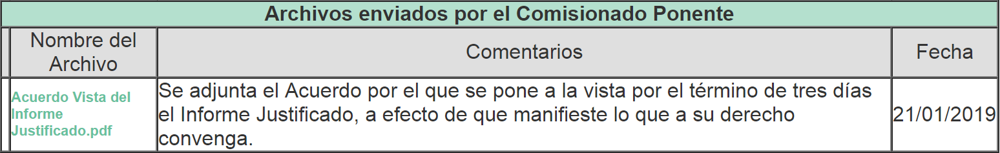 Archivos enviados por el Comisionado Ponente
Nombre del
Archivo
Comentarios
Fecha
Acuerdo Vista del
Informe
Justificado.pdf
Se adjunta el Acuerdo por el que se pone a la vista por el término de tres días
el Informe Justificado, a efecto de que manifieste lo que a su derecho
convenga.
21/01/2019